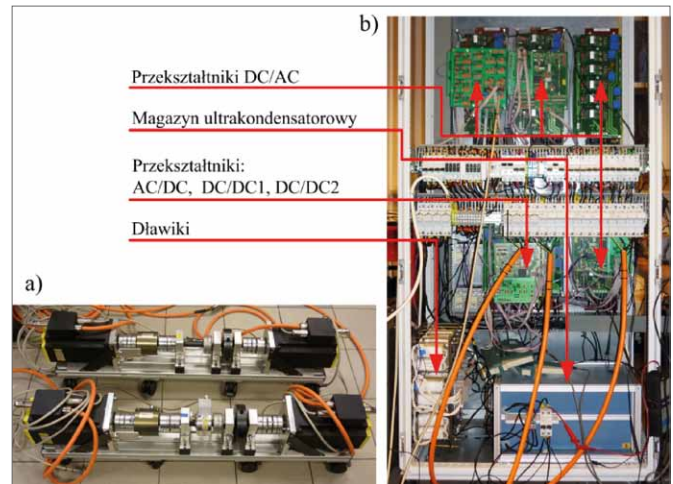 b)
Przekształtniki DC/AC
Magazyn ultrakondensatorowy
Przekształtniki:
AC/DC, DC/DC1, DC/DC2
Dławiki
a)